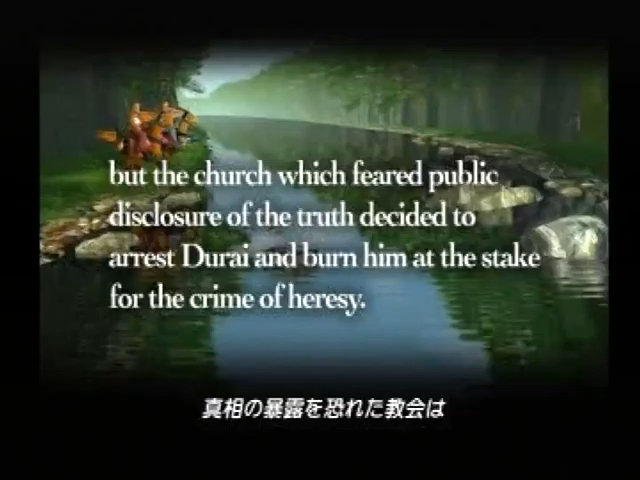 but the church which feared public
disclosure of the truth decided to
arrest Durai and burn him at the stake
for the crime of heresy.
真相の暴露を恐れた教会は